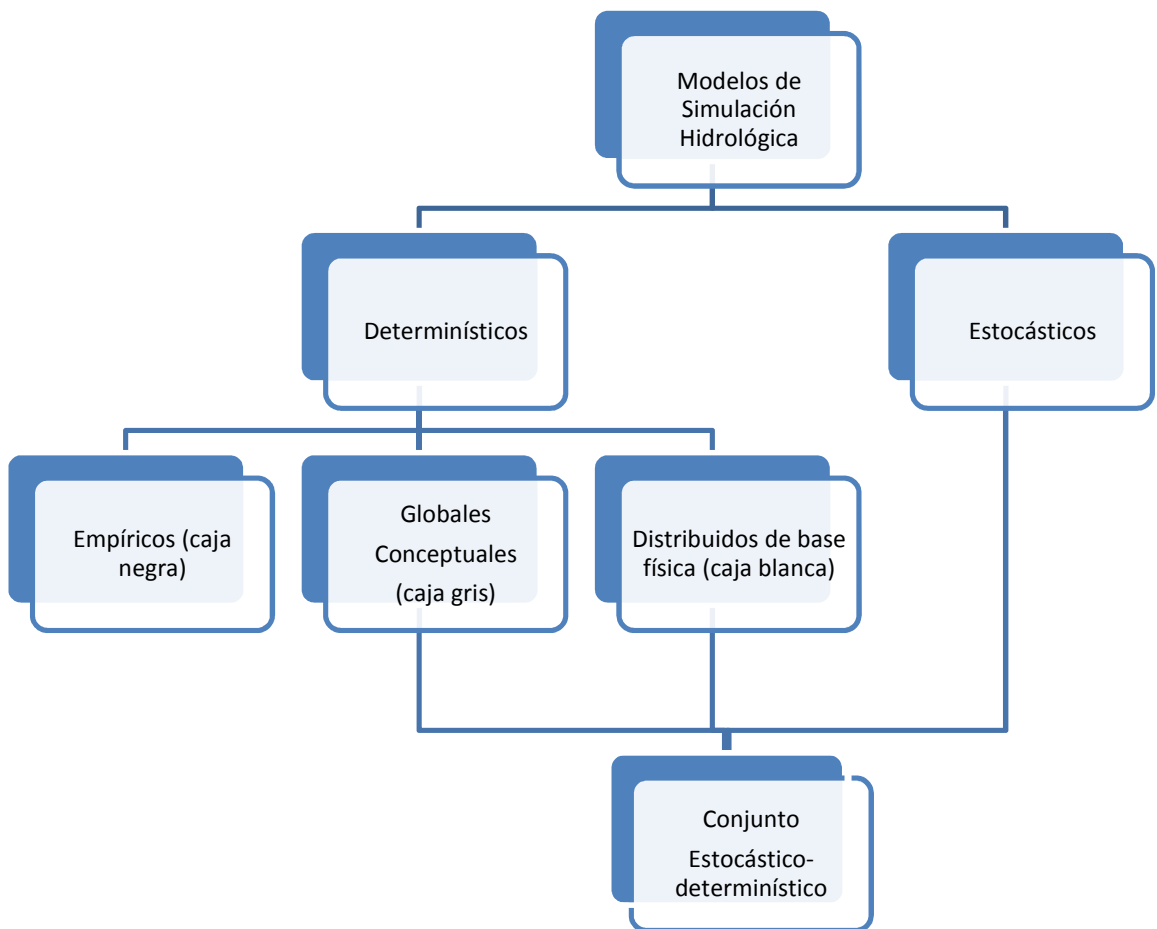 Modelos de
Simulación
Hidrológica
Determinísticos
Estocásticos
Empíricos (caja
negra)
Globales
Conceptuales
(caja gris)
Distribuidos de base
física (caja blanca)
Conjunto
Estocástico-
determinístico